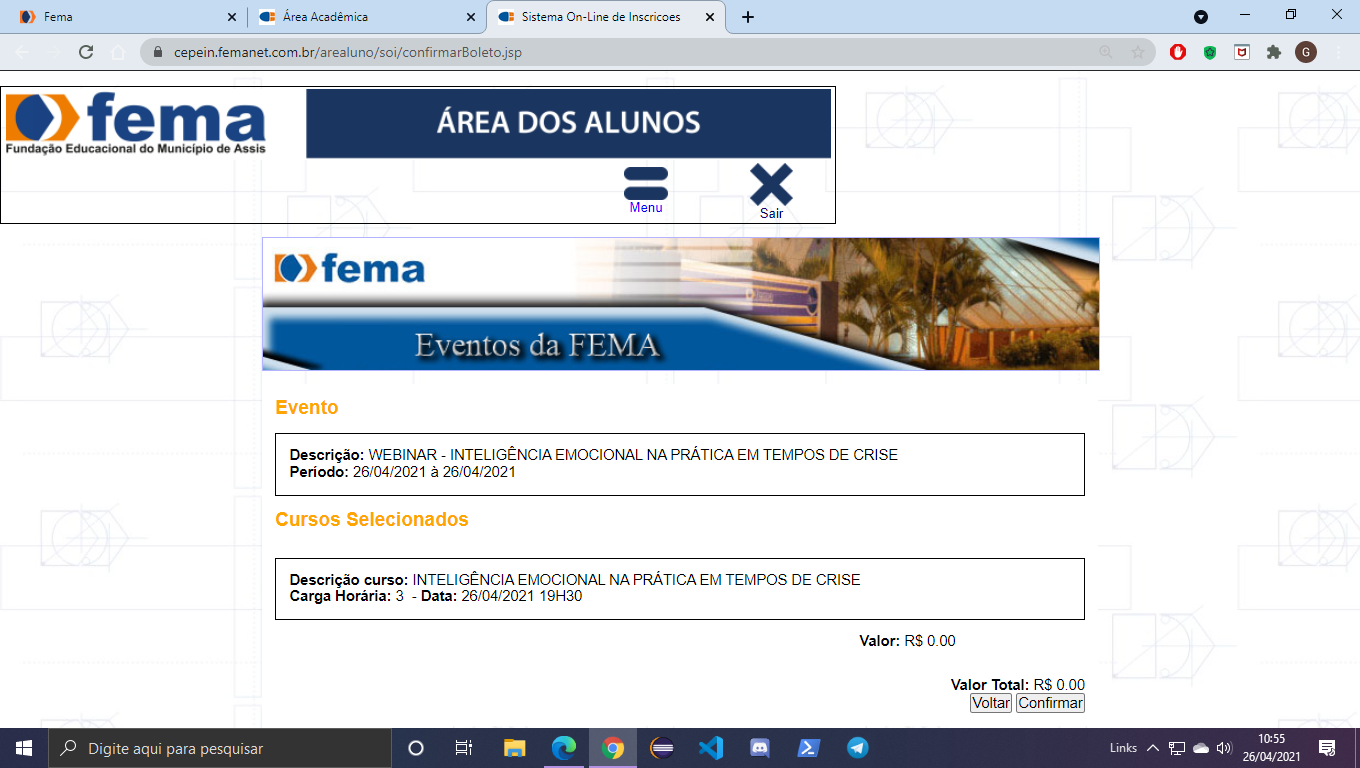 Fema
Área Acadêmica
Sistema On-Line de Inscricoes
cepein.femanet.com.br/arealuno/soi/confirmarBoleto.jsp
G
fema
Fundação Educacional do Município de Assis
ÁREA DOS ALUNOS
Menu
Sair
fema
Eventos da FEMA
Evento
Descrição: WEBINAR - INTELIGÊNCIA EMOCIONAL NA PRÁTICA EM TEMPOS DE CRISE
Período: 26/04/2021 à 26/04/2021
Cursos Selecionados
Descrição curso: INTELIGÊNCIA EMOCIONAL NA PRÁTICA EM TEMPOS DE CRISE
Carga Horária: 3 - Data: 26/04/2021 19H30
Valor: R$ 0.00
Valor Total: R$ 0.00
Voltar Confirmar
Digite aqui para pesquisar
Links
10:55
26/04/2021